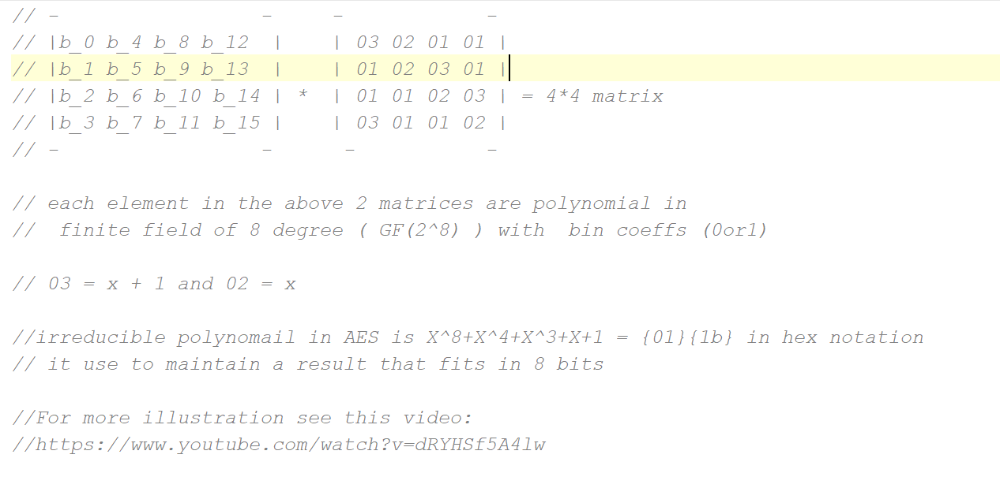 // -                 -     -            -
// |b_0 b_4 b_8 b_12  |    | 03 02 01 01 |
// |b_1 b_5 b_9 b_13  |    | 01 02 03 01 |
// |b_2 b_6 b_10 b_14 | *  | 01 01 02 03 | = 4*4 matrix
// |b_3 b_7 b_11 b_15 |    | 03 01 01 02 |
// -                 -      -           -
// each element in the above 2 matrices are polynomial in
//  finite field of 8 degree ( GF(2^8) ) with  bin coeffs (0or1)
// 03 = x + 1 and 02 = x
//irreducible polynomail in AES is X^8+X^4+X^3+X+1 = {01}{1b} in hex notation
// it use to maintain a result that fits in 8 bits
//For more illustration see this video:
//https://www.youtube.com/watch?v=dRYHSf5A4lw